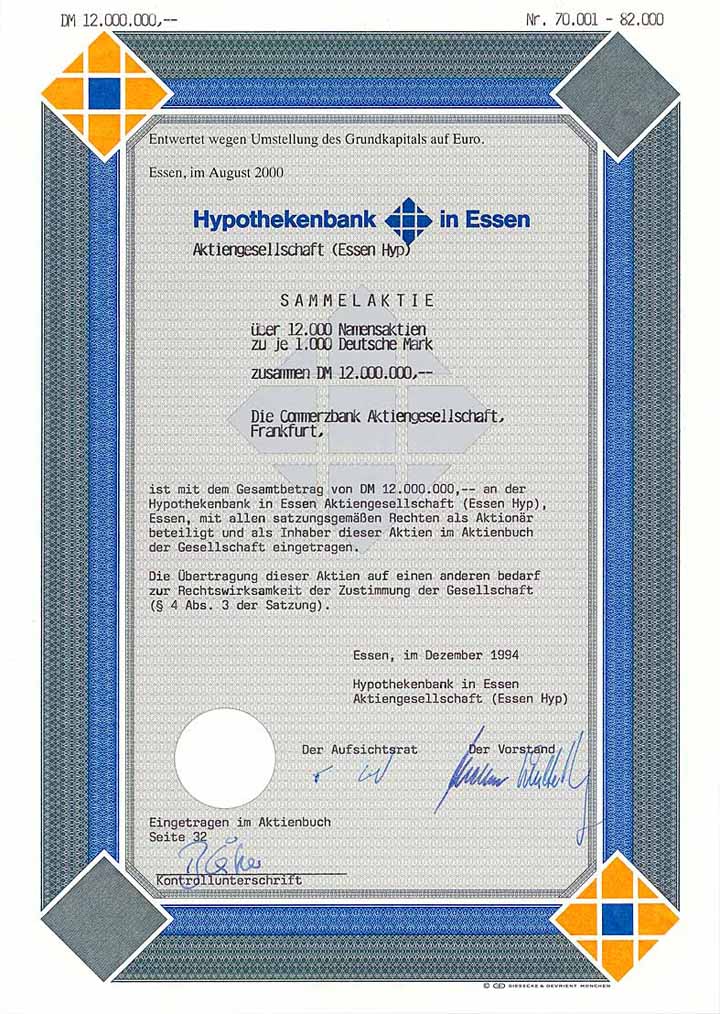 DM 12.000.000,--
Nr. 70.001 - 82.000
Entwertet wegen Umstellung des Grundkapitals auf Euro.
Essen, im August 2000
Hypothekenbank in Essen
Aktiengesellschaft (Essen Hyp)
SAMMELAKTIE
über 12.000 Namensaktien
zu je 1.000 Deutsche Mark
zusammen DM 12.000.000,--
Die Commerzbank Aktiengesellschaft,
Frankfurt,
ist mit dem Gesamtbetrag von DM 12.000.000,-- an der
Hypothekenbank in Essen Aktiengesellschaft (Essen Hyp),
Essen, mit allen satzungsgemäßen Rechten als Aktionär
beteiligt und als Inhaber dieser Aktien im Aktienbuch
der Gesellschaft eingetragen.
Die Übertragung dieser Aktien auf einen anderen bedarf
zur Rechtswirksamkeit der Zustimmung der Gesellschaft
(§ 4 Abs. 3 der Satzung).
Essen, im Dezember 1994
Hypothekenbank in Essen
Aktiengesellschaft (Essen Hyp)
Der Aufsichtsrat
Der Vorstand
Eingetragen im Aktienbuch
Seite 32
Kontrollunterschrift
© GD GIESECKE & DEVRIENT MÜNCHEN